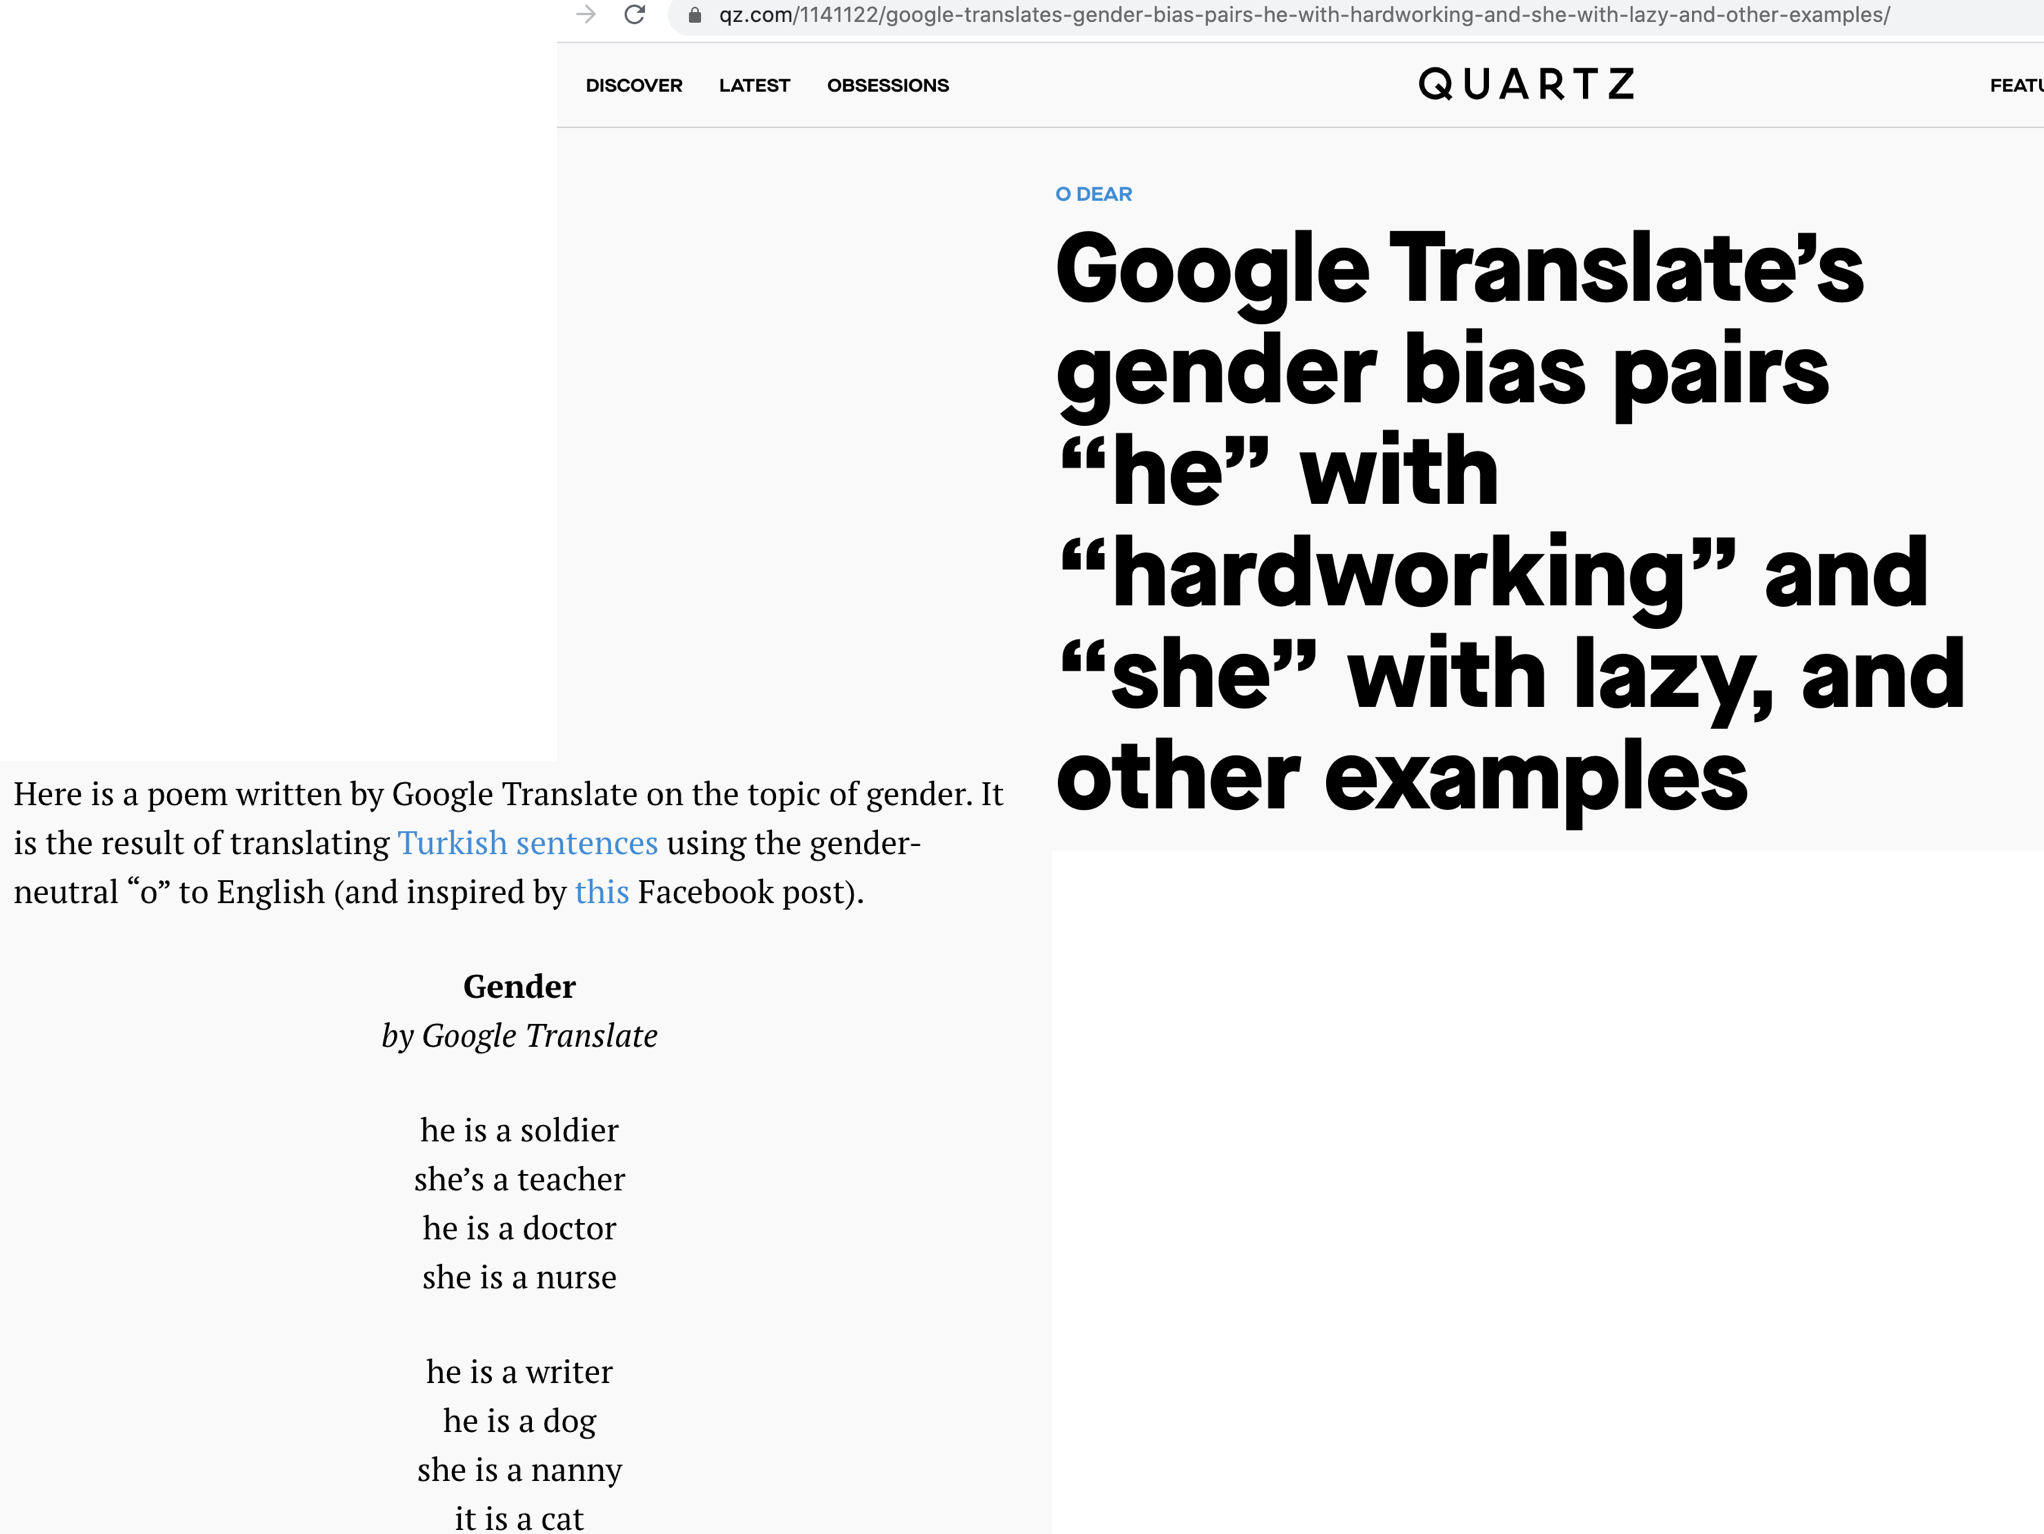 qz.com/1141122/google-translates-gender-bias-pairs-he-with-hardworking-and-she-with-lazy-and-other-examples/
DISCOVER LATEST OBSESSIONS QUARTZ
O DEAR
Google Translate’s
gender bias pairs
“he” with
“hardworking” and
“she” with lazy, and
other examples
Here is a poem written by Google Translate on the topic of gender. It
is the result of translating Turkish sentences using the gender-
neutral “o” to English (and inspired by this Facebook post).
Gender
by Google Translate
he is a soldier
she’s a teacher
he is a doctor
she is a nurse
he is a writer
he is a dog
she is a nanny
it is a cat